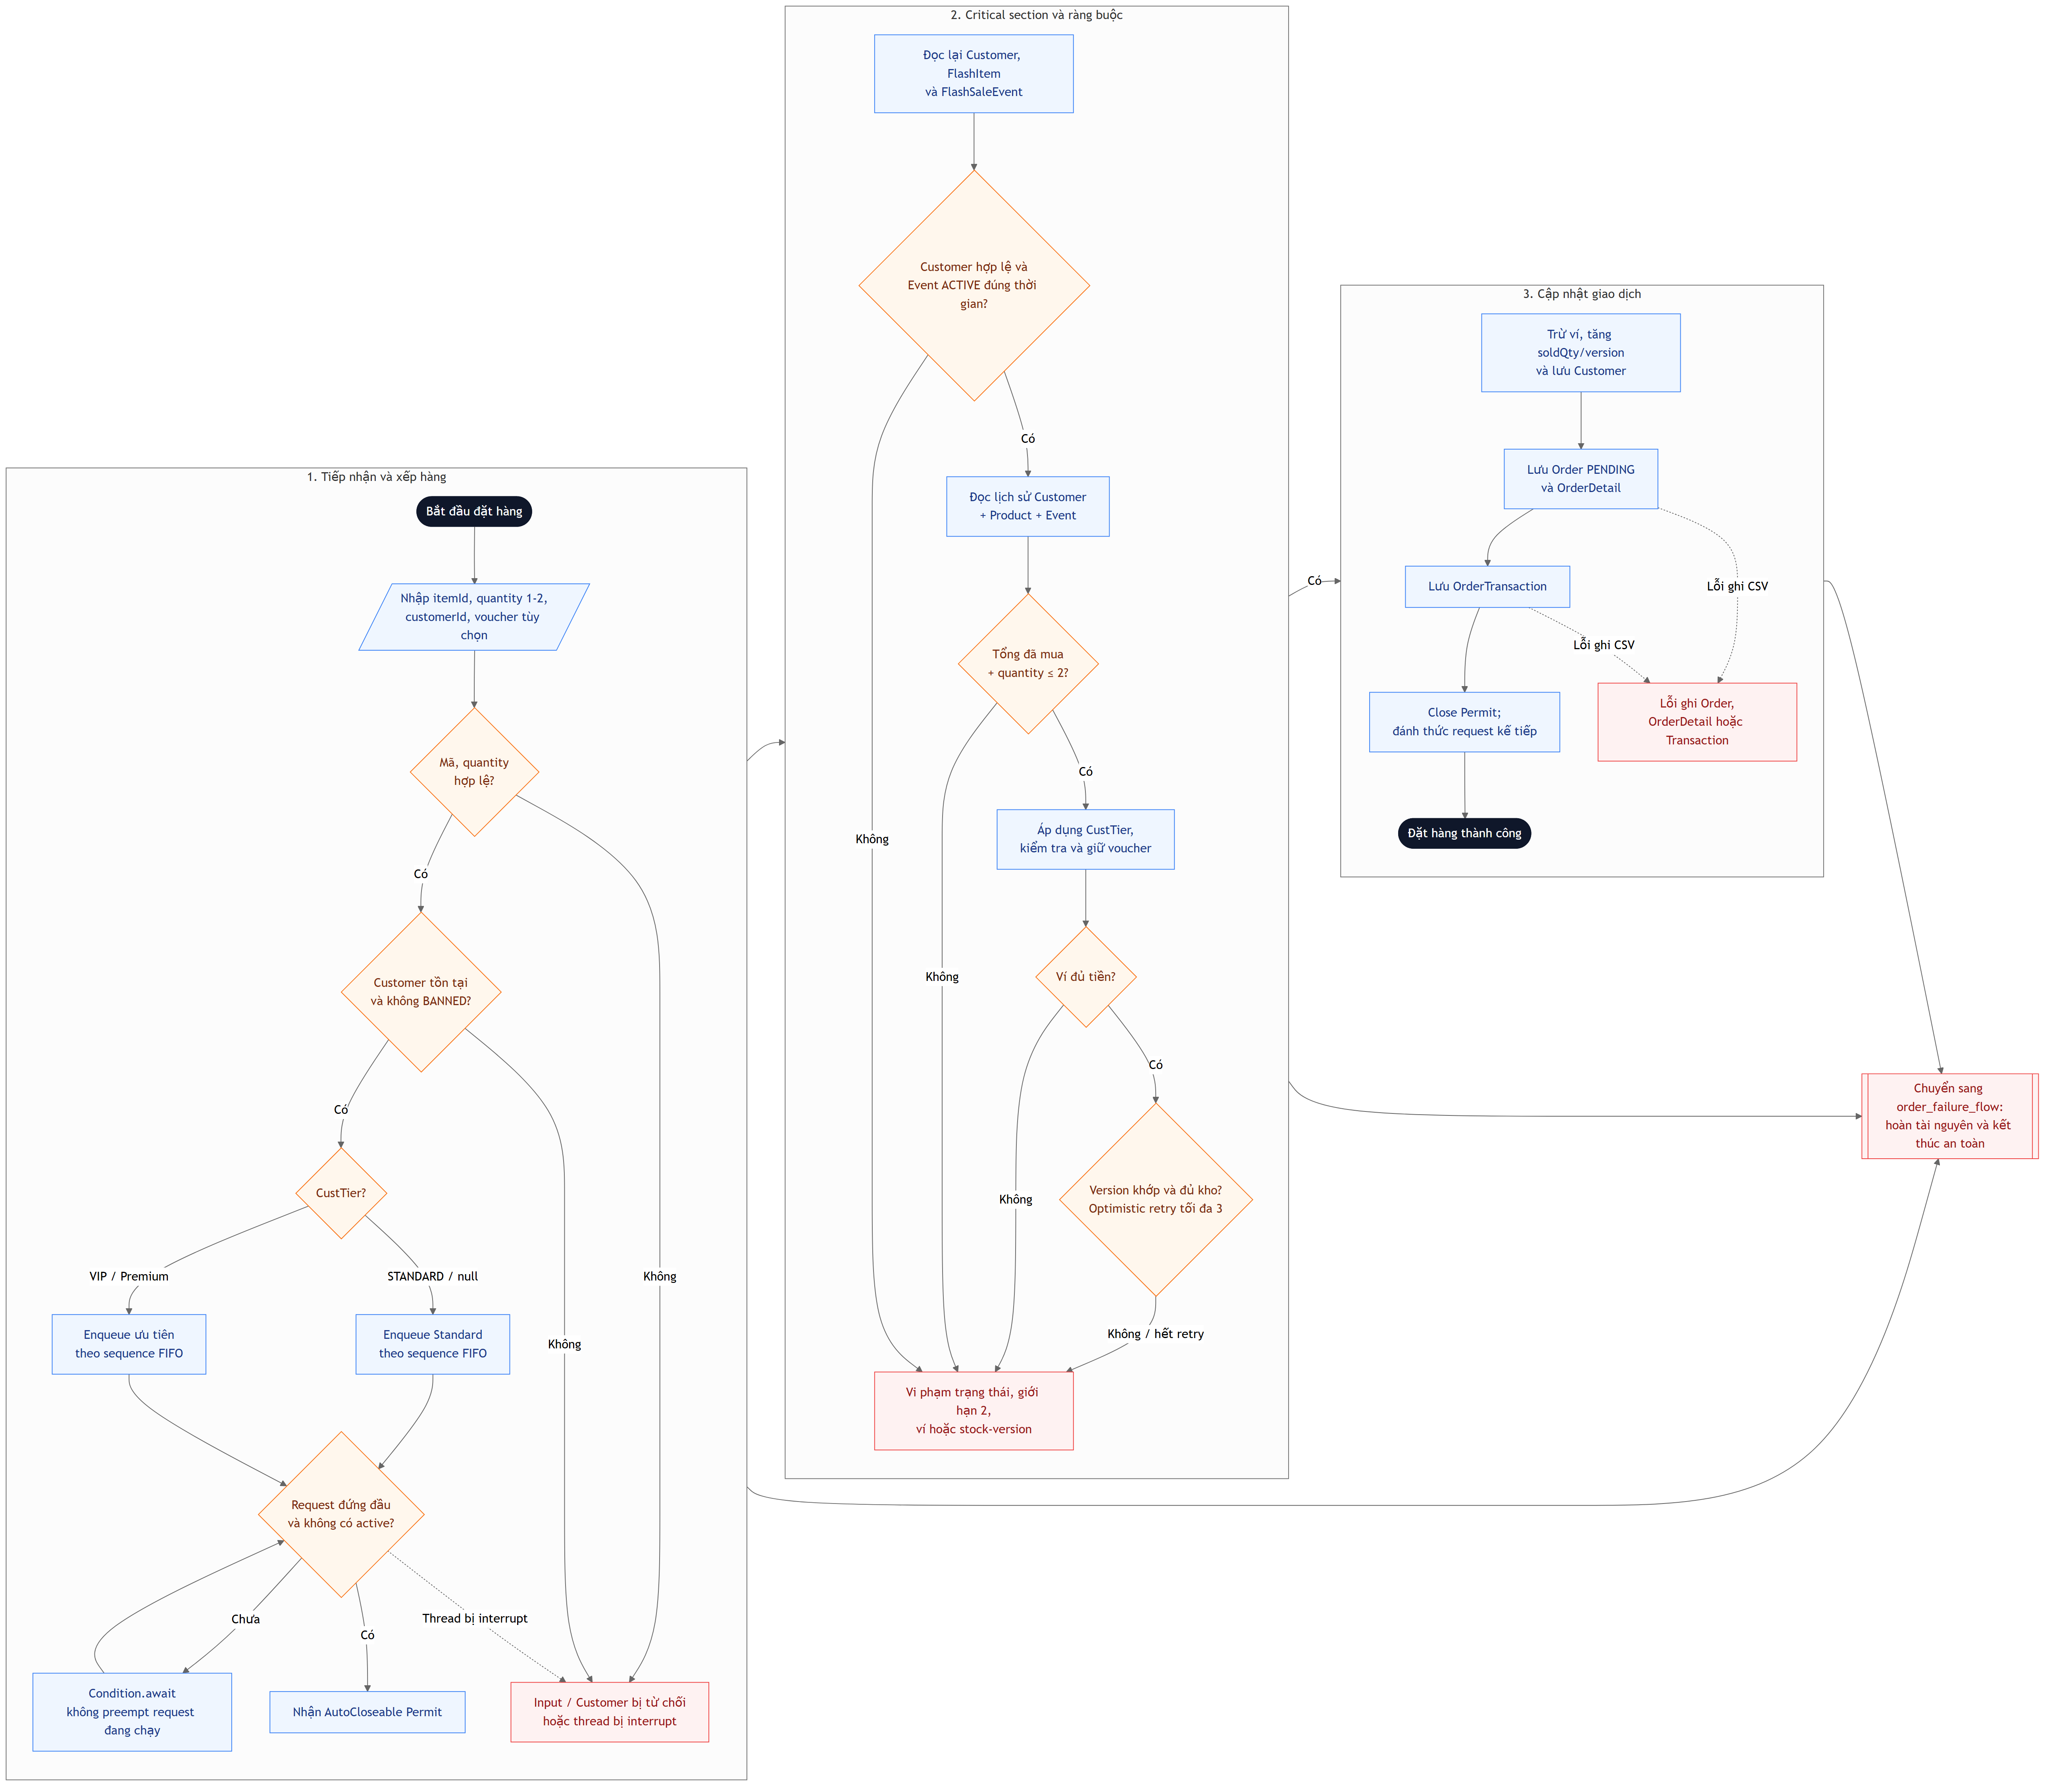 1. Tiếp nhận và xếp hàng
Bắt đầu đặt hàng
Nhập itemId, quantity 1-2,
customerId, voucher tùy
chọn
Mã, quantity
hợp lệ?
Có
Không
Customer tồn tại
và không BANNED?
Có
Không
CustTier?
VIP / Premium
STANDARD / null
Enqueue ưu tiên
theo sequence FIFO
Enqueue Standard
theo sequence FIFO
Request đứng đầu
và không có active?
Chưa
Có
Thread bị interrupt
Condition.await
không preempt request
đang chạy
Nhận AutoCloseable Permit
Input / Customer bị từ chối
hoặc thread bị interrupt
2. Critical section và ràng buộc
Đọc lại Customer,
FlashItem
và FlashSaleEvent
Customer hợp lệ và
Event ACTIVE đúng thời
gian?
Có
Không
Đọc lịch sử Customer
+ Product + Event
Tổng đã mua
+ quantity ≤ 2?
Có
Không
Áp dụng CustTier,
kiểm tra và giữ voucher
Ví đủ tiền?
Có
Không
Version khớp và đủ kho?
Optimistic retry tối đa 3
Không / hết retry
Vi phạm trạng thái, giới
hạn 2,
ví hoặc stock-version
Có
3. Cập nhật giao dịch
Trừ ví, tăng
soldQty/version
và lưu Customer
Lưu Order PENDING
và OrderDetail
Lỗi ghi CSV
Lưu OrderTransaction
Lỗi ghi CSV
Close Permit;
đánh thức request kế tiếp
Lỗi ghi Order,
OrderDetail hoặc
Transaction
Đặt hàng thành công
Chuyển sang
order_failure_flow:
hoàn tài nguyên và kết
thúc an toàn